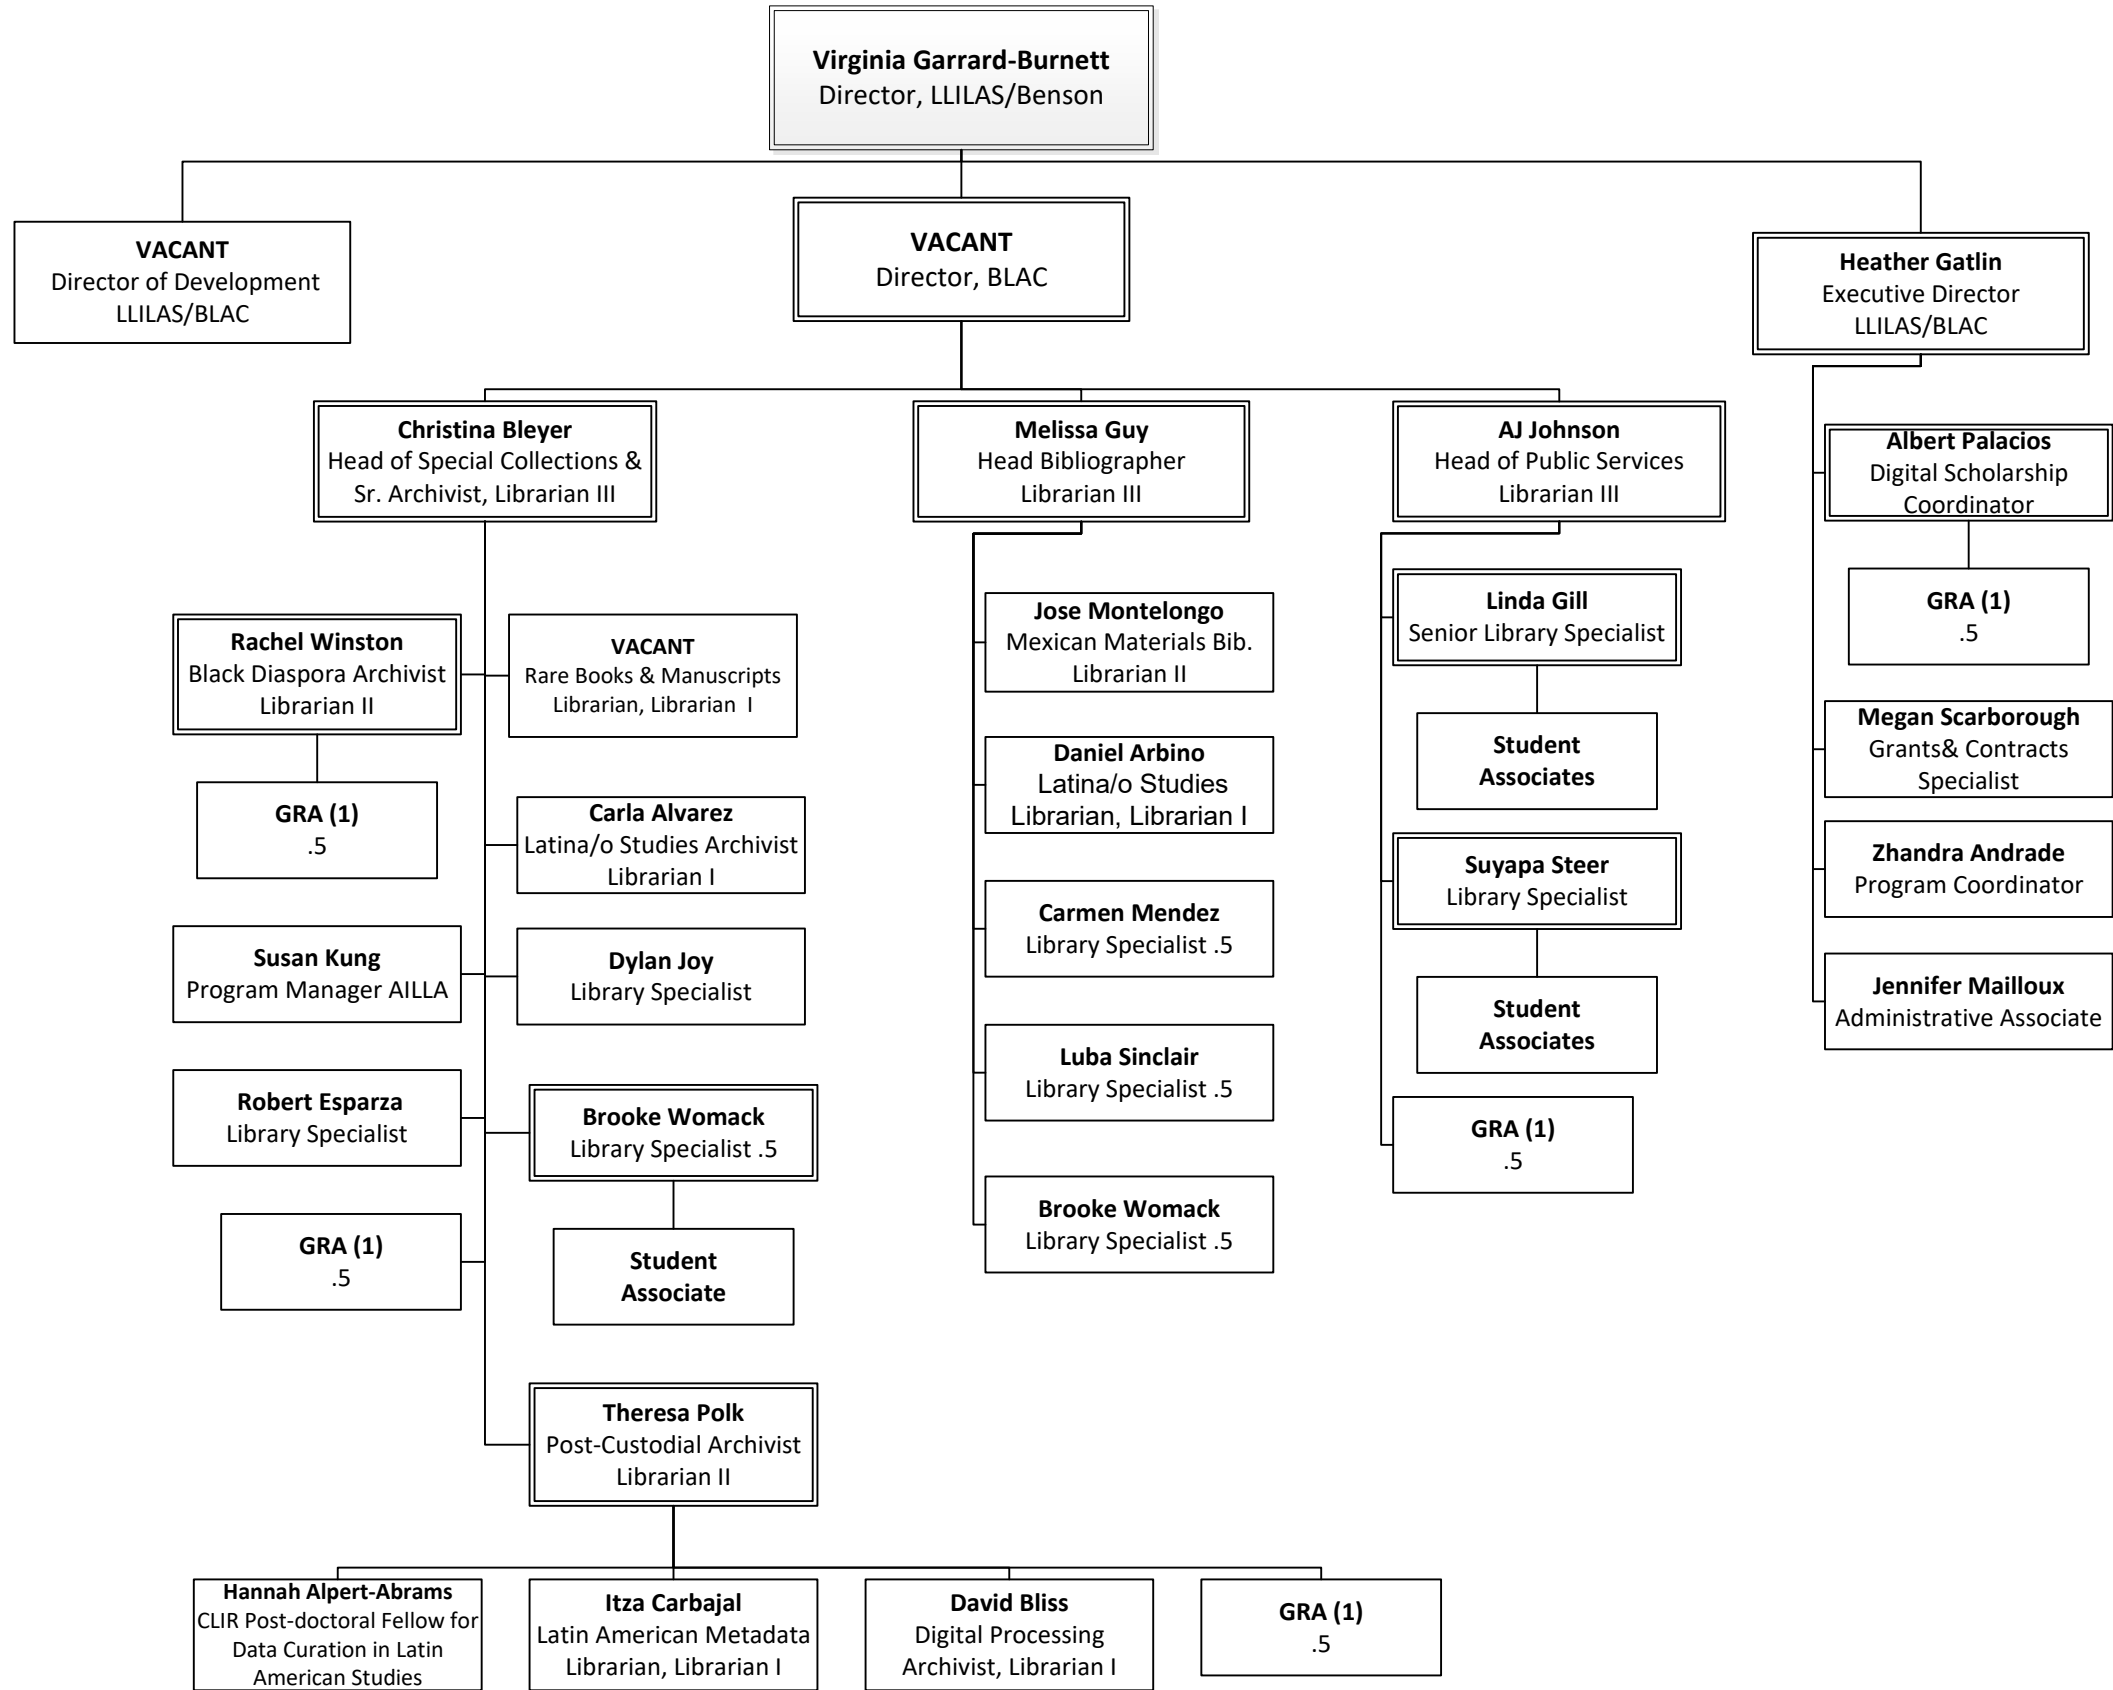 Virginia Garrard-Burnett
Director, LLILAS/Benson
VACANT
Director of Development
LLILAS/BLAC
VACANT
Director, BLAC
Heather Gatlin
Executive Director
LLILAS/BLAC
Christina Bleyer
Head of Special Collections &
Sr. Archivist, Librarian III
Melissa Guy
Head Bibliographer
Librarian III
AJ Johnson
Head of Public Services
Librarian III
Albert Palacios
Digital Scholarship
Coordinator
GRA (1)
.5
Megan Scarborough
Grants& Contracts
Specialist
Zhandra Andrade
Program Coordinator
Jennifer Mailloux
Administrative Associate
Rachel Winston
Black Diaspora Archivist
Librarian II
GRA (1)
.5
Susan Kung
Program Manager AILLA
Robert Esparza
Library Specialist
GRA (1)
.5
VACANT
Rare Books & Manuscripts
Librarian, Librarian  I
Carla Alvarez
Latina/o Studies Archivist
Librarian I
Dylan Joy
Library Specialist
Brooke Womack
Library Specialist .5
Student
Associate
Theresa Polk
Post-Custodial Archivist
Librarian II
Jose Montelongo
Mexican Materials Bib.
Librarian II
Daniel Arbino
Latina/o Studies
Librarian, Librarian I
Carmen Mendez
Library Specialist .5
Luba Sinclair
Library Specialist .5
Brooke Womack
Library Specialist .5
Linda Gill
Senior Library Specialist
Student
Associates
Suyapa Steer
Library Specialist
Student
Associates
GRA (1)
.5
Hannah Alpert-Abrams
CLIR Post-doctoral Fellow for
Data Curation in Latin
American Studies
Itza Carbajal
Latin American Metadata
Librarian, Librarian I
David Bliss
Digital Processing
Archivist, Librarian I
GRA (1)
.5